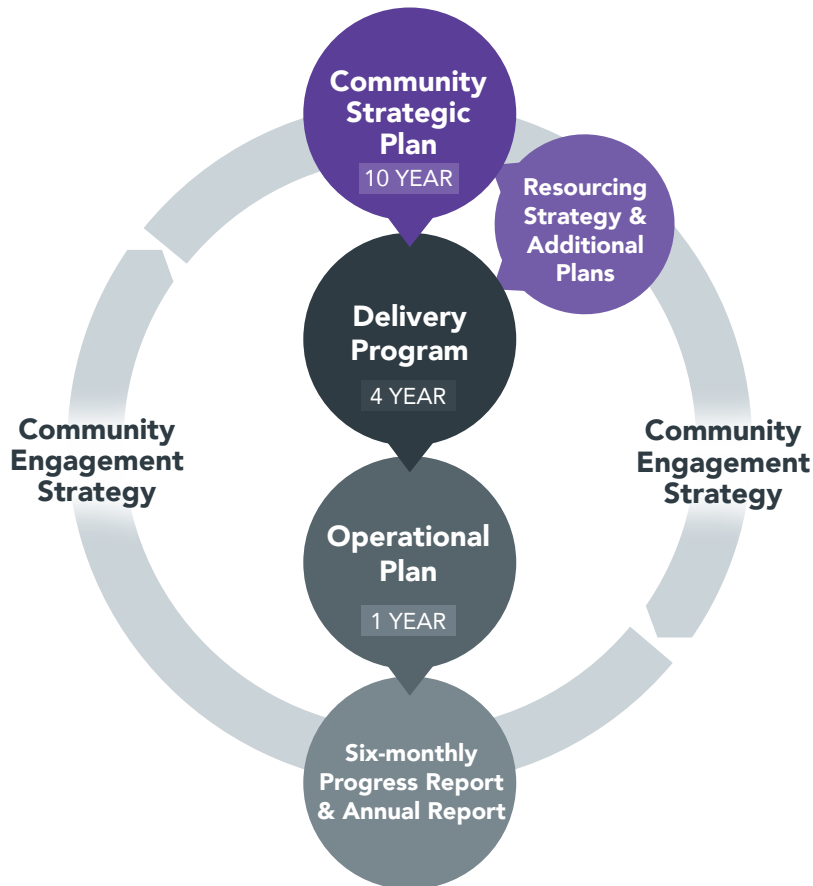 Community
Strategic
Plan
10 YEAR
Resourcing
Strategy &
Additional
Plans
Delivery
Program
4 YEAR
Community
Engagement
Strategy
Community
Engagement
Strategy
Operational
Plan
1 YEAR
Six-monthly
Progress Report
& Annual Report